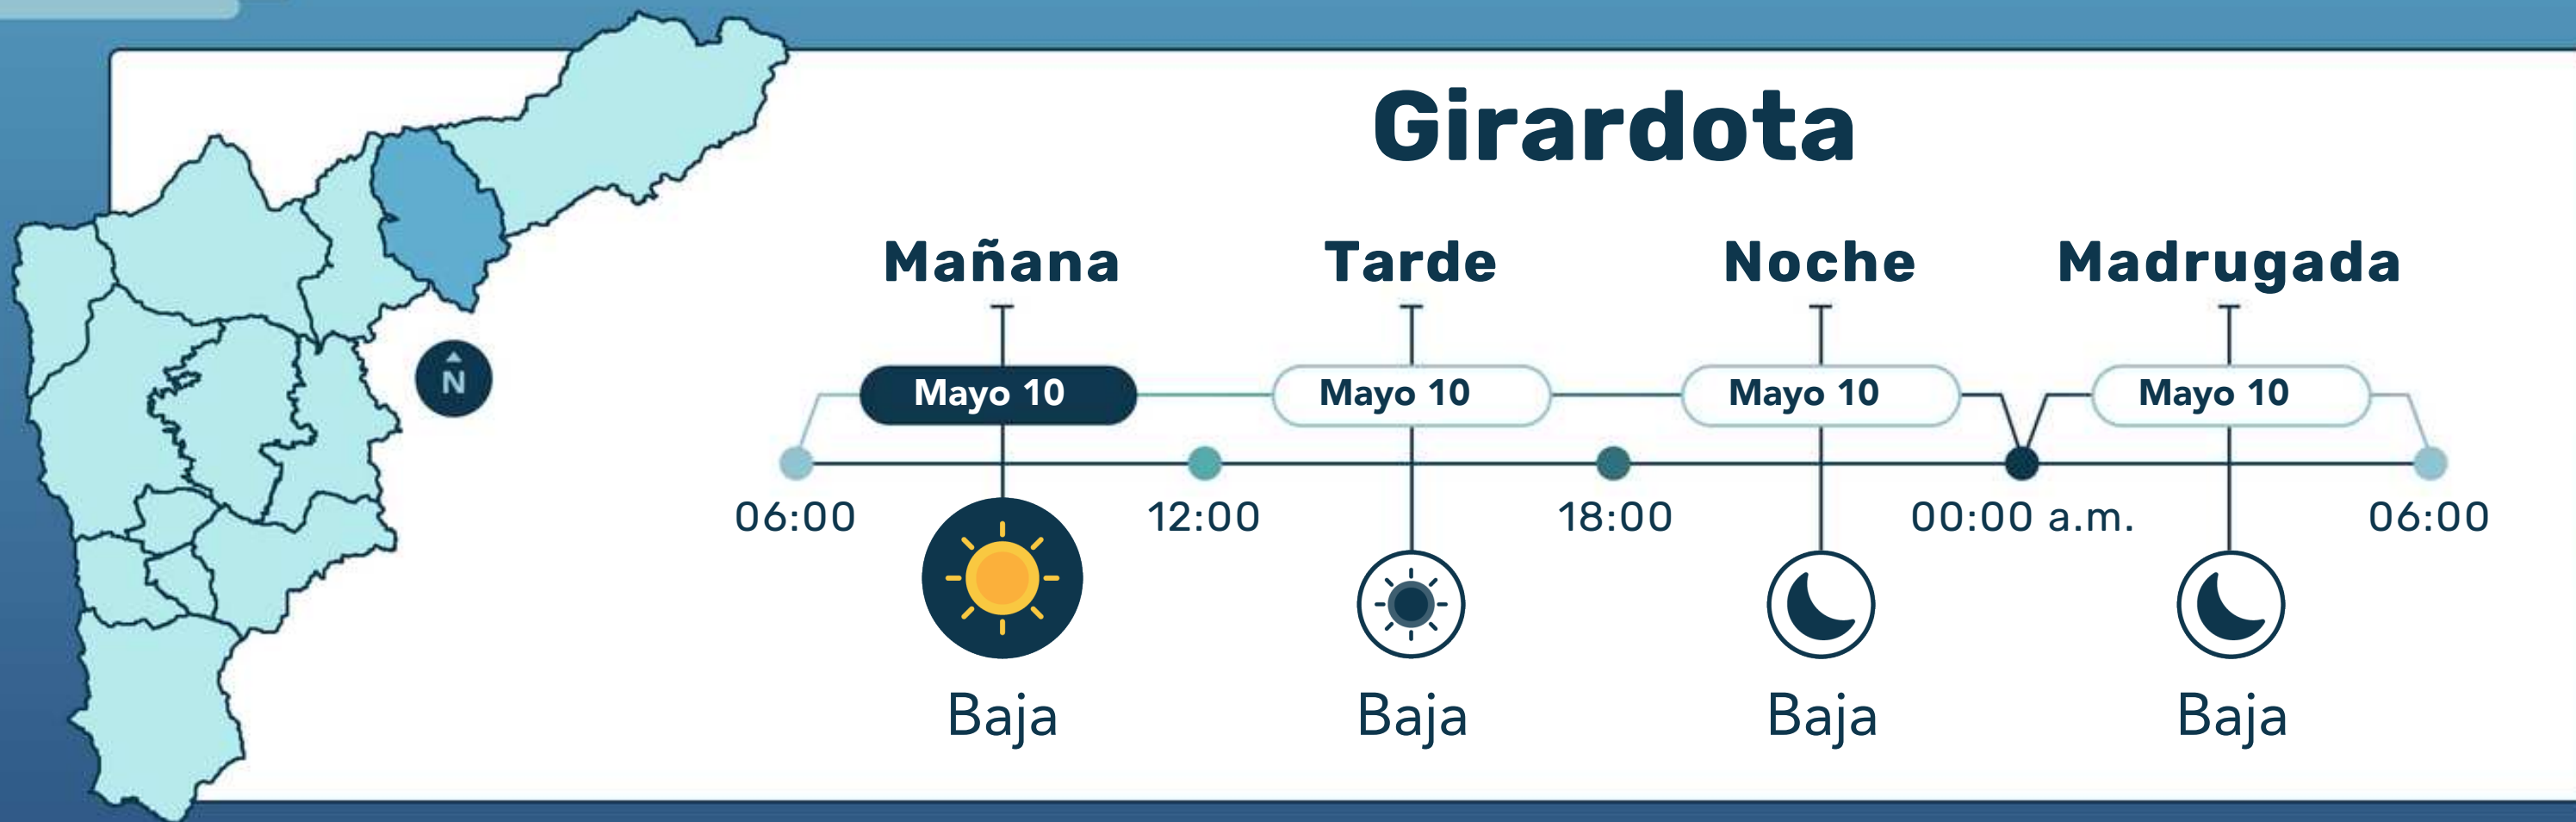 Girardota
Mañana Tarde Noche Madrugada
N
Mayo 10 Mayo 10 Mayo 10 Mayo 10
06:00 12:00 18:00 00:00 a.m. 06:00
Baja Baja Baja Baja